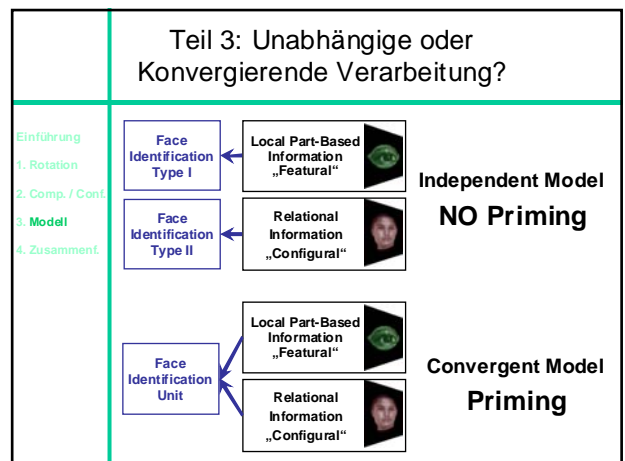 Teil 3: Unabhängige oder
Konvergierende Verarbeitung?
Einführung
1. Rotation
2. Comp. / Conf.
3. Modell
4. Zusammenf.
Face
Identification
Type I
Local Part-Based
Information
„Featural“
Face
Identification
Type II
Relational
Information
„Configural“
Independent Model
NO Priming
Face
Identification
Unit
Local Part-Based
Information
„Featural“
Relational
Information
„Configural“
Convergent Model
Priming